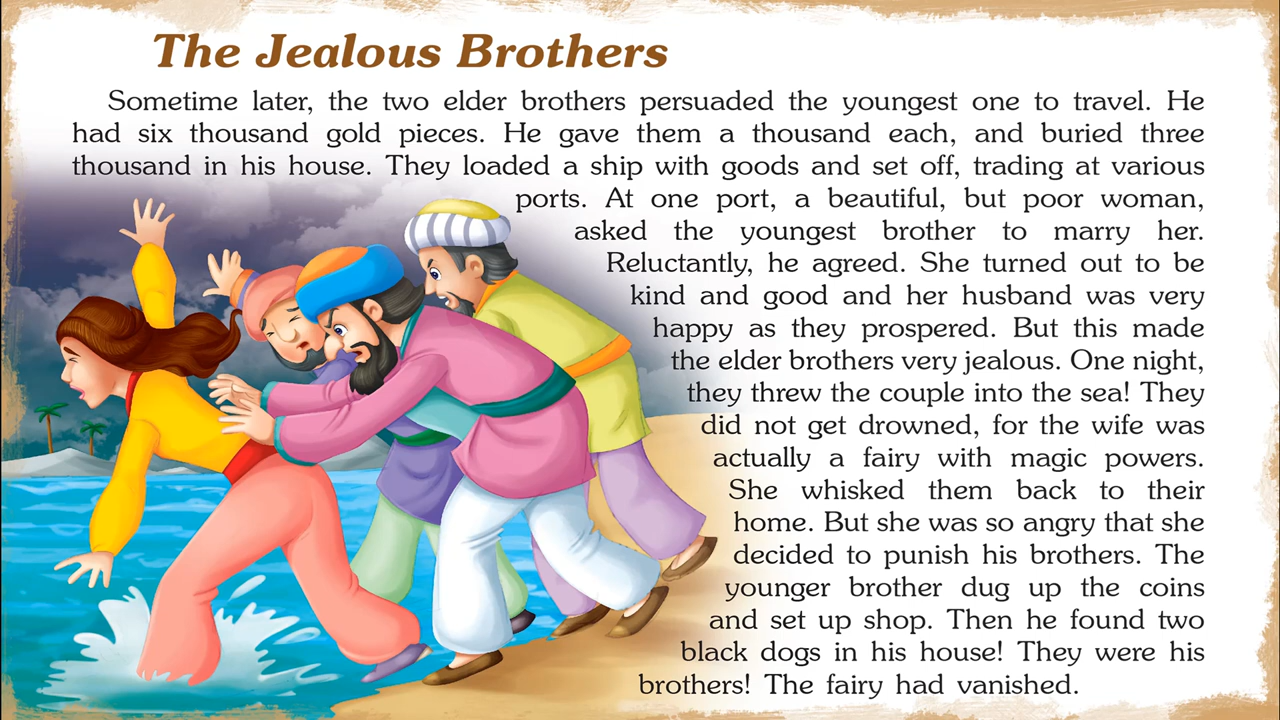 The Jealous Brothers
Sometime later, the two elder brothers persuaded the youngest one to travel. He
had six thousand gold pieces. He gave them a thousand each, and buried three
thousand in his house. They loaded a ship with goods and set off, trading at various
ports. At one port, a beautiful, but poor woman,
asked the youngest brother to marry her.
Reluctantly, he agreed. She turned out to be
kind and good and her husband was very
happy as they prospered. But this made
the elder brothers very jealous. One night,
they threw the couple into the sea! They
did not get drowned, for the wife was
actually a fairy with magic powers.
She whisked them back to their
home. But she was so angry that she
decided to punish his brothers. The
younger brother dug up the coins
and set up shop. Then he found two
black dogs in his house! They were his
brothers! The fairy had vanished.